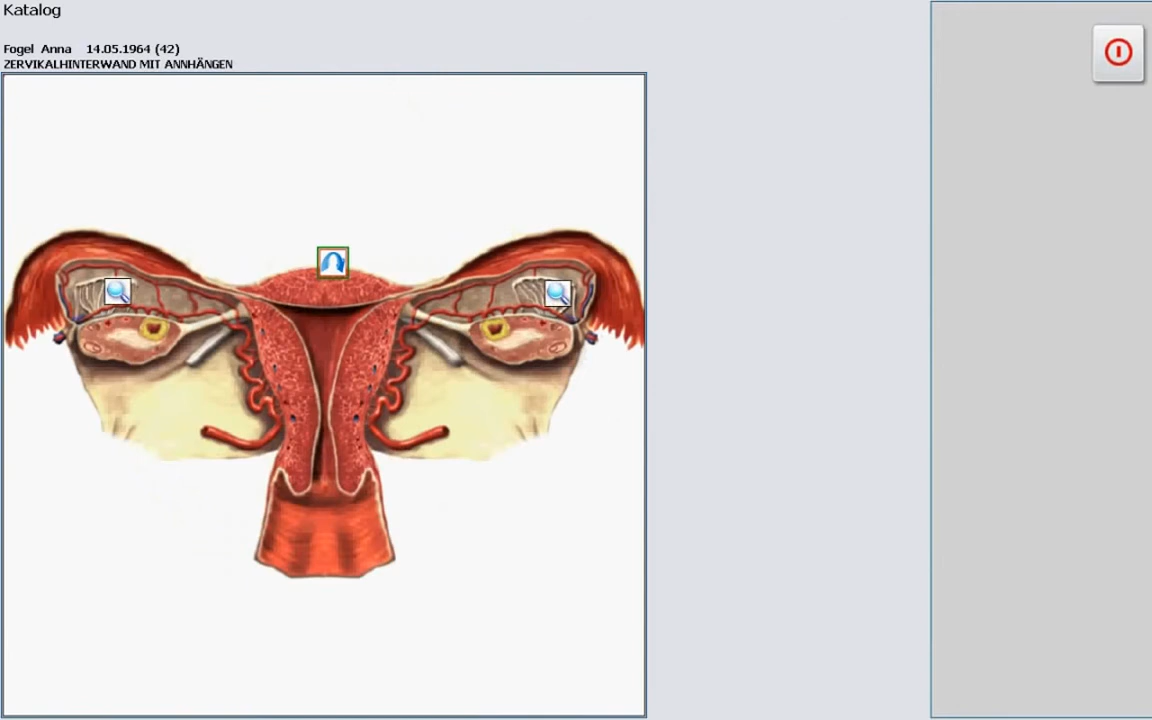 Katalog
Fogel Anna 14.05.1964 (42)
ZERVIKALHINTERWAND MIT ANNHÄNGEN